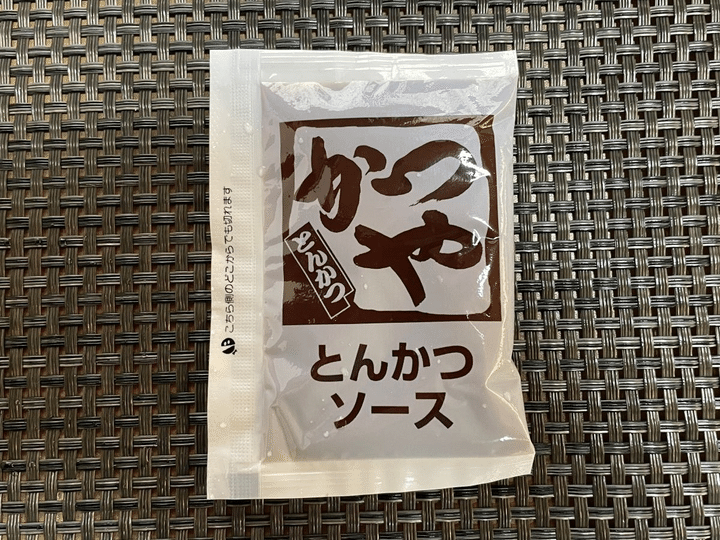 かつや
とんかつ
とんかつ
ソース
こちら側のどこからでも切れます